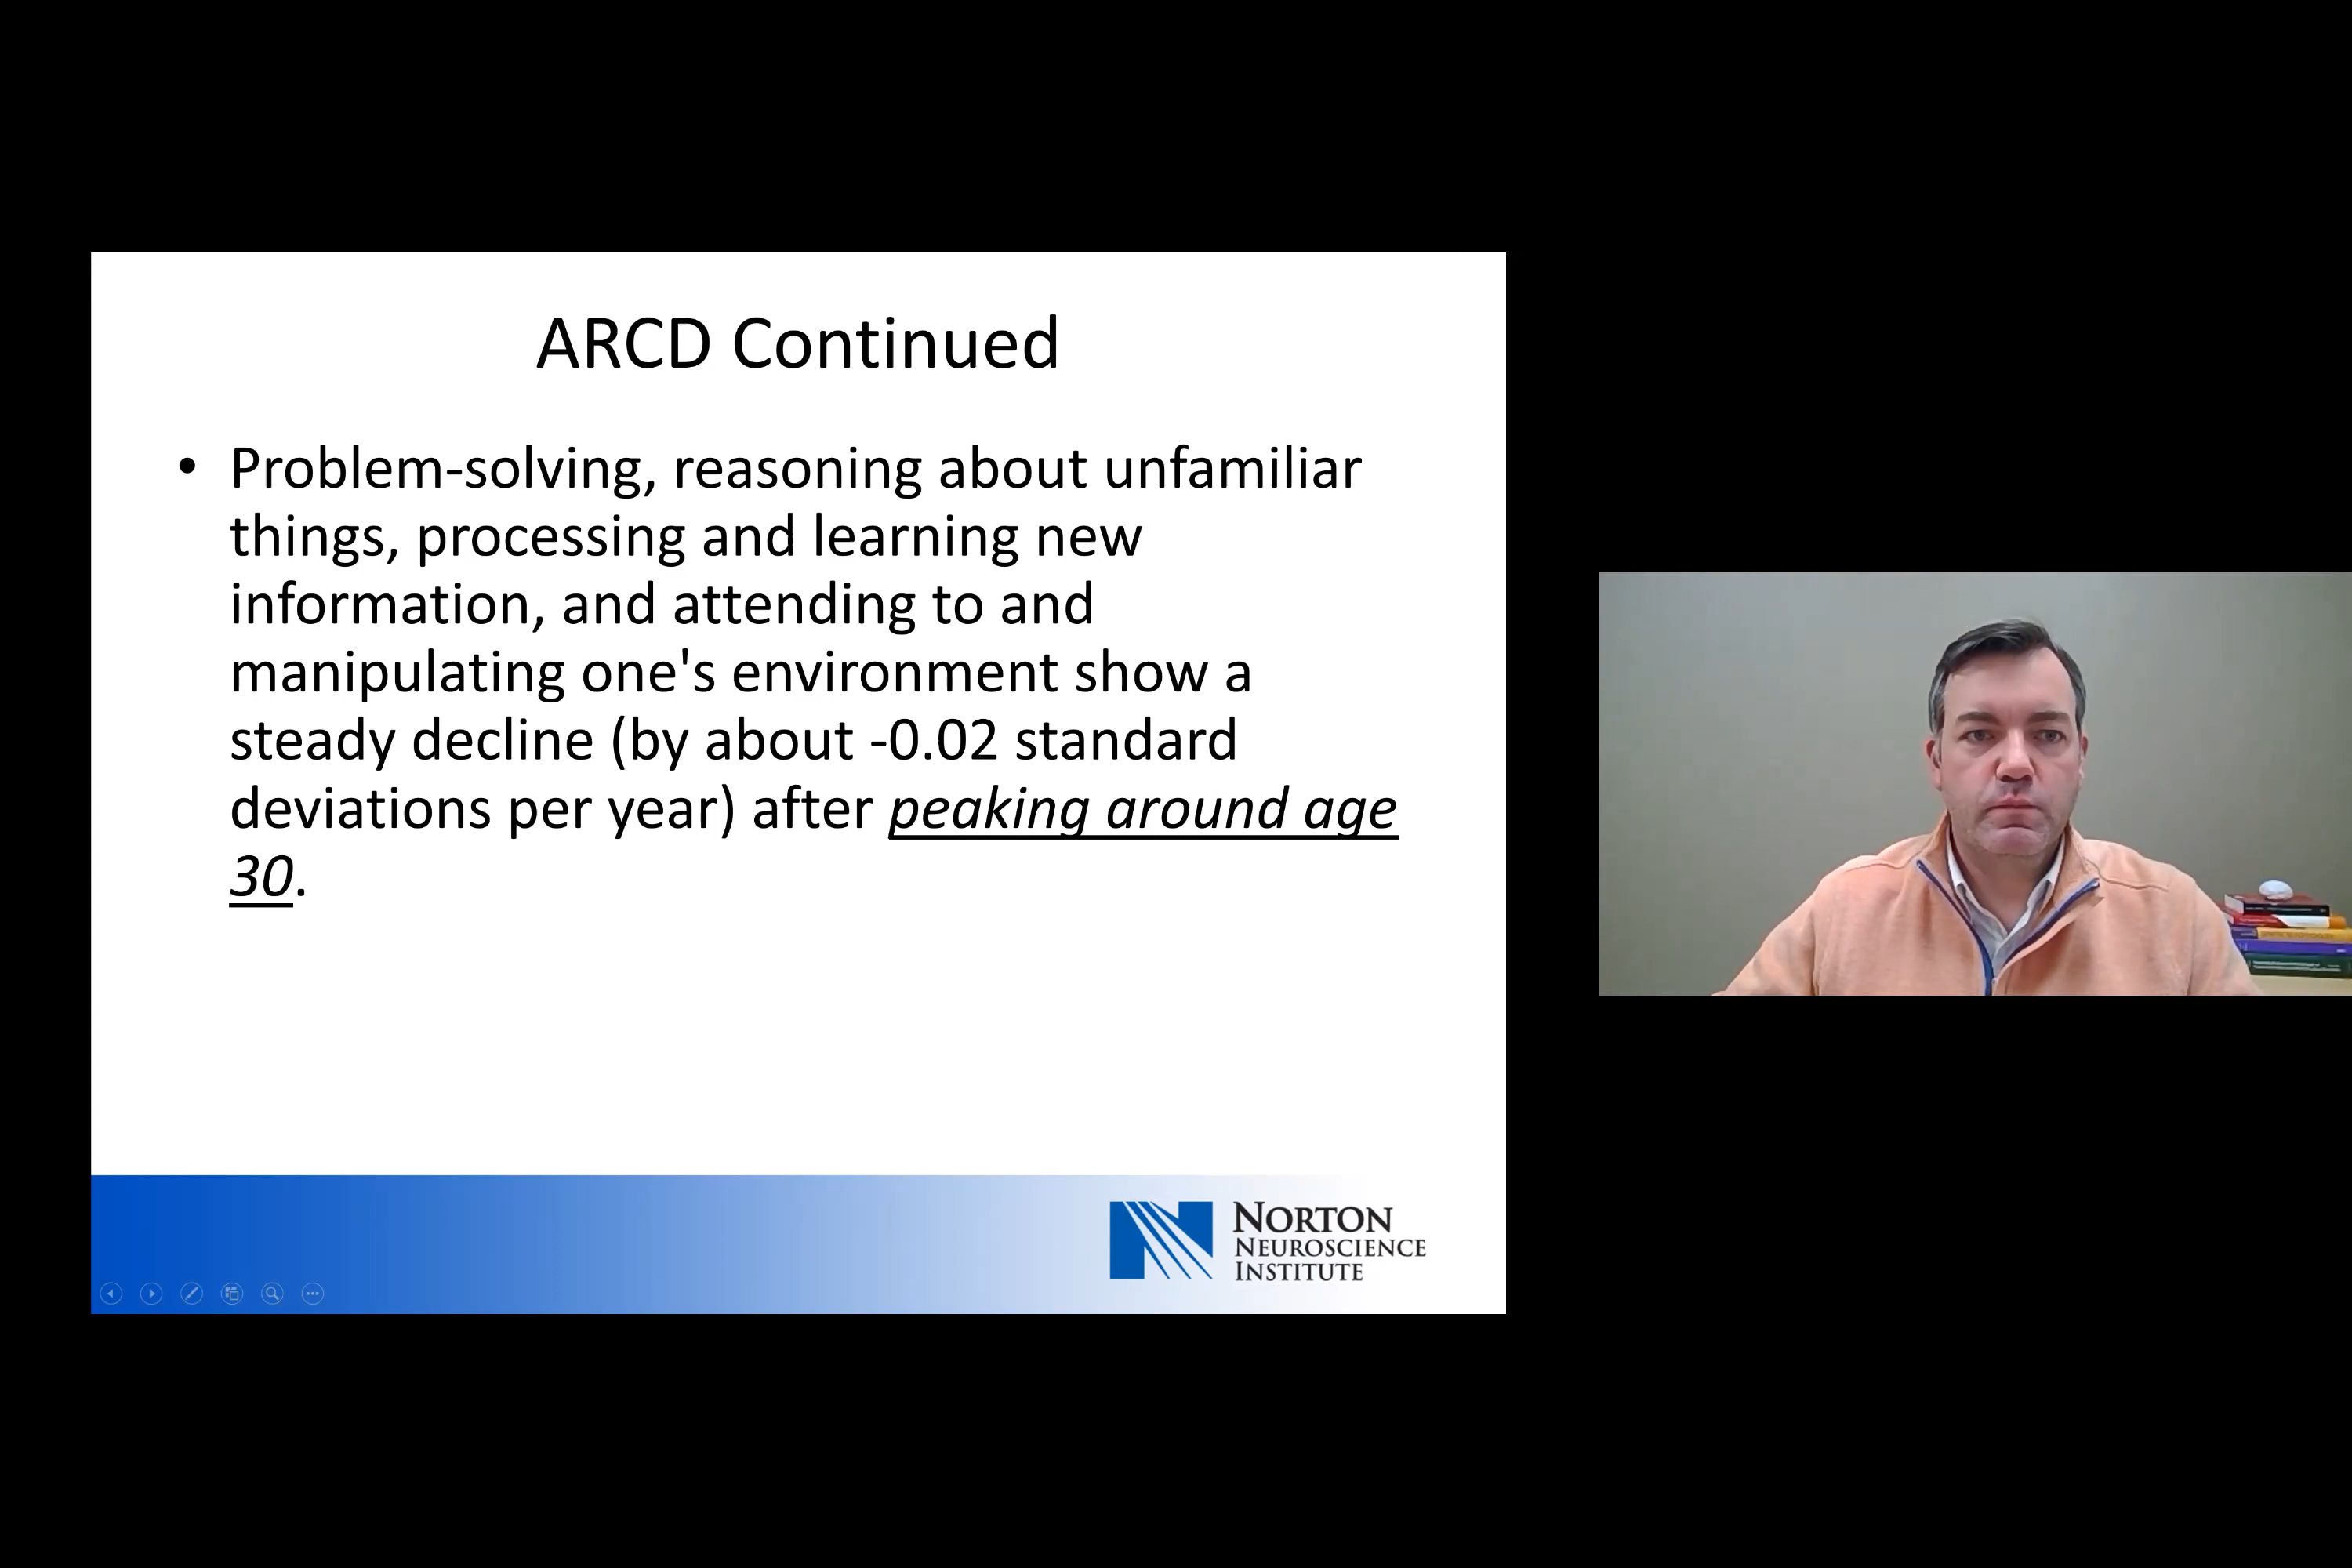 ARCD Continued
• Problem-solving, reasoning about unfamiliar
things, processing and learning new
information, and attending to and
manipulating one's environment show a
steady decline (by about -0.02 standard
deviations per year) after peaking around age
30.
NORTON
NEUROSCIENCE
INSTITUTE